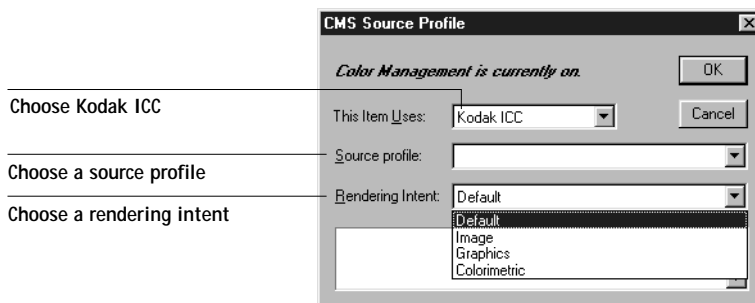 CMS Source Profile
Color Management is currently on.
OK
Choose Kodak ICC
This Item Uses:
Kodak ICC
Cancel
Choose a source profile
Source profile:
Choose a rendering intent
Rendering Intent:
Default
Default
Image
Graphics
Colorimetric